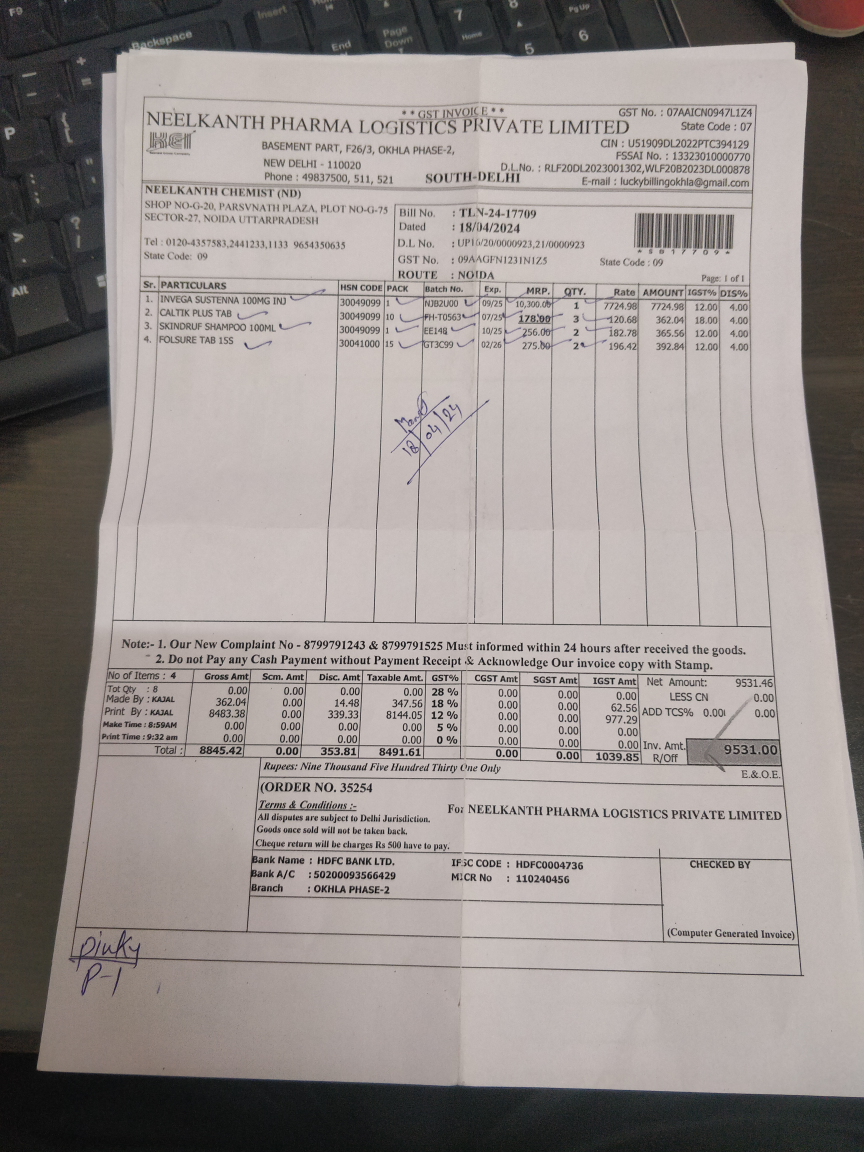 F9
Backspace
Insert
Home
End
Page Down
Pg Up
7
8
5
6
P
Alt
* * GST INVOICE * *
GST No. : 07AAICN0947L1Z4
NEELKANTH PHARMA LOGISTICS PRIVATE LIMITED
State Code : 07
BASEMENT PART, F26/3, OKHLA PHASE-2,
CIN : U51909DL2022PTC394129
FSSAI No. : 13323010000770
NEW DELHI - 110020
D.L.No. : RLF20DL2023001302,WLF20B2023DL000878
Phone : 49837500, 511, 521
SOUTH-DELHI
E-mail : luckybillingokhla@gmail.com
NEELKANTH CHEMIST (ND)
SHOP NO-G-20, PARSVNATH PLAZA, PLOT NO-G-75
SECTOR-27, NOIDA UTTARPRADESH
Tel : 0120-4357583,2441233,1133 9654350635
State Code: 09
Bill No. : TLN-24-17709
Dated : 18/04/2024
D.L No. : UP16/20/0000923,21/0000923
GST No. : 09AAGFN1231N1Z5
State Code : 09
ROUTE : NOIDA
Page: 1 of 1
Sr. PARTICULARS HSN CODE PACK Batch No. Exp. MRP. QTY. Rate AMOUNT IGST% DIS%
1. INVEGA SUSTENNA 100MG INJ 30049099 1 NJB2U00 09/25 10,300.00 1 7724.98 7724.98 12.00 4.00
2. CALTIK PLUS TAB 30049099 10 PH-T0563 07/25 178.00 3 120.68 362.04 18.00 4.00
3. SKINDRUF SHAMPOO 100ML 30049099 1 EE148 10/25 256.00 2 182.78 365.56 12.00 4.00
4. FOLSURE TAB 15S 30041000 15 GT3C99 02/26 275.00 2 196.42 392.84 12.00 4.00
18/04/24
Note:- 1. Our New Complaint No - 8799791243 & 8799791525 Must informed within 24 hours after received the goods.
2. Do not Pay any Cash Payment without Payment Receipt & Acknowledge Our invoice copy with Stamp.
No of Items : 4 Gross Amt Scm. Amt Disc. Amt Taxable Amt. GST% CGST Amt SGST Amt IGST Amt Net Amount: 9531.46
Tot Qty : 8 0.00 0.00 0.00 0.00 28 % 0.00 0.00 0.00 LESS CN 0.00
Made By : KAJAL 362.04 0.00 14.48 347.56 18 % 0.00 0.00 62.56 ADD TCS% 0.00 0.00
Print By : KAJAL 8483.38 0.00 339.33 8144.05 12 % 0.00 0.00 977.29
Make Time : 8:59AM 0.00 0.00 0.00 0.00 5 % 0.00 0.00 0.00
Print Time : 9:32 am 0.00 0.00 0.00 0.00 0 % 0.00 0.00 0.00 Inv. Amt. 9531.00
Total : 8845.42 0.00 353.81 8491.61 0.00 0.00 1039.85 R/Off
Rupees: Nine Thousand Five Hundred Thirty One Only
E.&.O.E.
(ORDER NO. 35254
Terms & Conditions :-
All disputes are subject to Delhi Jurisdiction.
Goods once sold will not be taken back.
Cheque return will be charges Rs 500 have to pay.
For NEELKANTH PHARMA LOGISTICS PRIVATE LIMITED
Bank Name : HDFC BANK LTD. IFSC CODE : HDFC0004736
Bank A/C : 50200093566429 MICR No : 110240456
Branch : OKHLA PHASE-2
CHECKED BY
(Computer Generated Invoice)
pinky
P-1